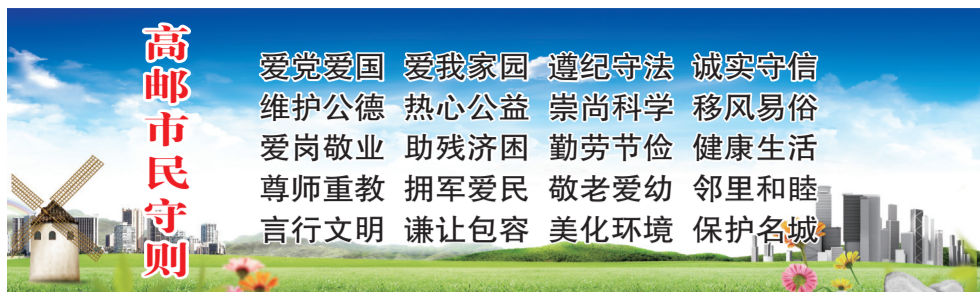 高邮市民守则
爱党爱国 爱我家园 遵纪守法 诚实守信
维护公德 热心公益 崇尚科学 移风易俗
爱岗敬业 助残济困 勤劳节俭 健康生活
尊师重教 拥军爱民 敬老爱幼 邻里和睦
言行文明 谦让包容 美化环境 保护名城